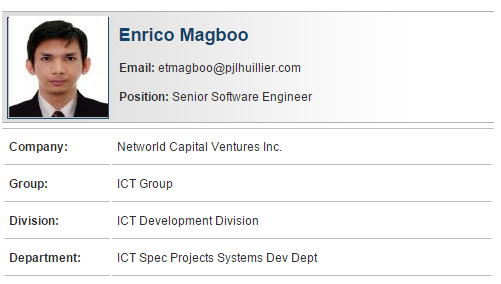 Enrico Magboo
Email: etmagboo@pjlhuillier.com
Position: Senior Software Engineer
Company: Networld Capital Ventures Inc.
Group: ICT Group
Division: ICT Development Division
Department: ICT Spec Projects Systems Dev Dept